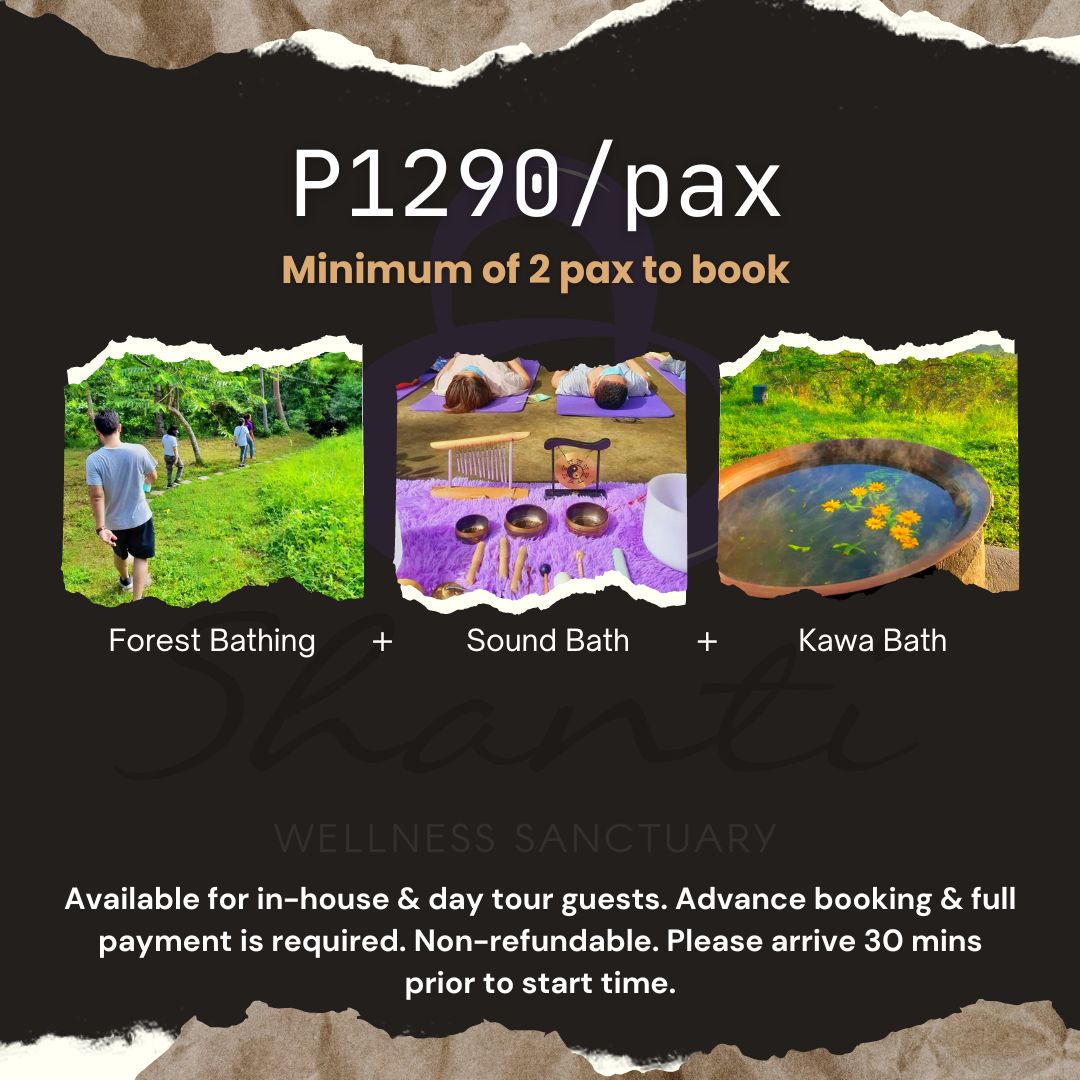 P1290/pax
Minimum of 2 pax to book
Forest Bathing + Sound Bath + Kawa Bath
Shanti
WELLNESS SANCTUARY
Available for in-house & day tour guests. Advance booking & full
payment is required. Non-refundable. Please arrive 30 mins
prior to start time.